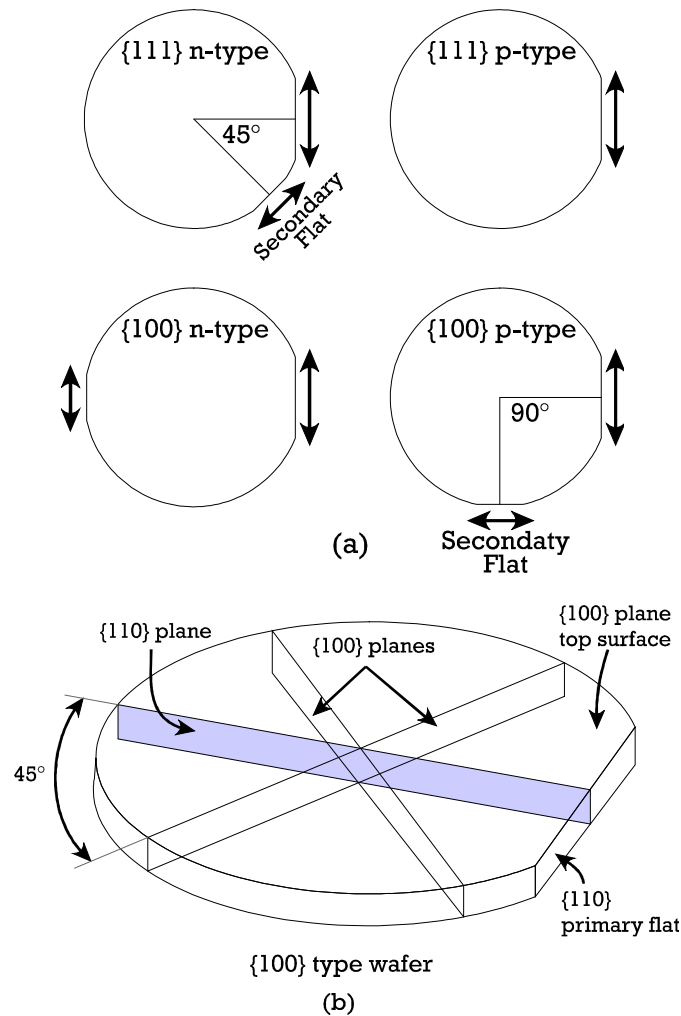 {111} n-type
{111} p-type
45°
Secondary
Flat
{100} n-type
{100} p-type
90°
(a)
Secondaty
Flat
{100} plane
top surface
{110} plane
{100} planes
45°
{110}
primary flat
{100} type wafer
(b)